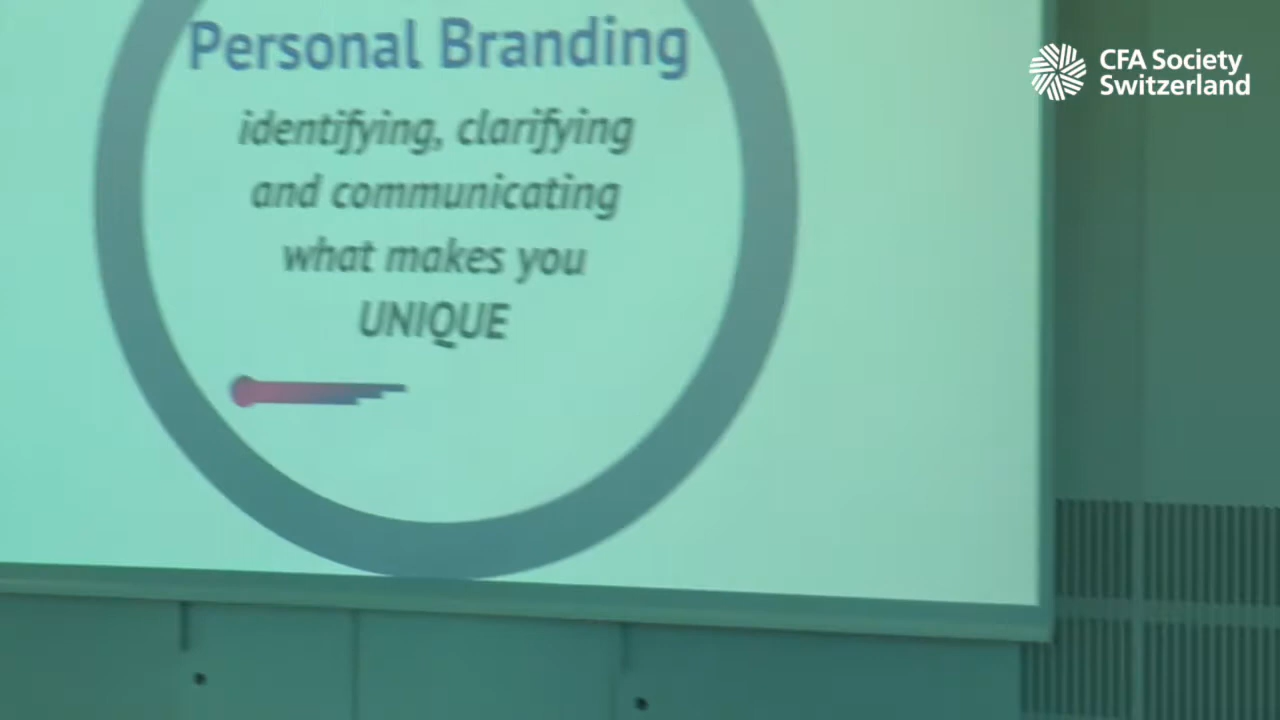 Personal Branding
identifying, clarifying
and communicating
what makes you
UNIQUE
CFA Society
Switzerland